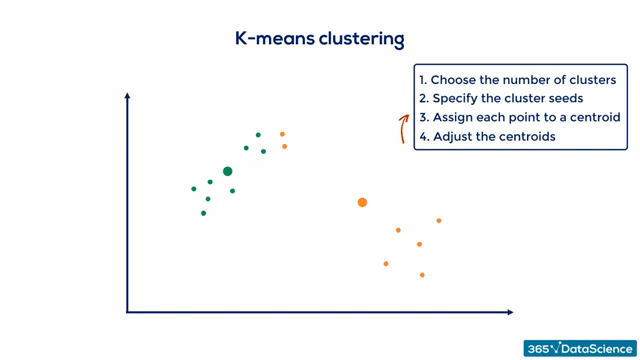 K-means clustering
1. Choose the number of clusters
2. Specify the cluster seeds
3. Assign each point to a centroid
4. Adjust the centroids
365 DataScience